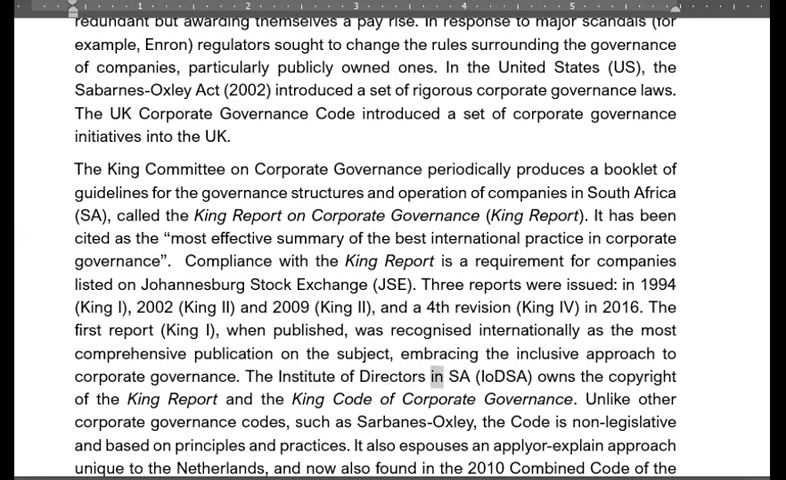 1 2 3 4 5
redundant but awarding themselves a pay rise. In response to major scandals (for
example, Enron) regulators sought to change the rules surrounding the governance
of companies, particularly publicly owned ones. In the United States (US), the
Sabarnes-Oxley Act (2002) introduced a set of rigorous corporate governance laws.
The UK Corporate Governance Code introduced a set of corporate governance
initiatives into the UK.
The King Committee on Corporate Governance periodically produces a booklet of
guidelines for the governance structures and operation of companies in South Africa
(SA), called the King Report on Corporate Governance (King Report). It has been
cited as the “most effective summary of the best international practice in corporate
governance”. Compliance with the King Report is a requirement for companies
listed on Johannesburg Stock Exchange (JSE). Three reports were issued: in 1994
(King I), 2002 (King II) and 2009 (King II), and a 4th revision (King IV) in 2016. The
first report (King I), when published, was recognised internationally as the most
comprehensive publication on the subject, embracing the inclusive approach to
corporate governance. The Institute of Directors in SA (IoDSA) owns the copyright
of the King Report and the King Code of Corporate Governance. Unlike other
corporate governance codes, such as Sarbanes-Oxley, the Code is non-legislative
and based on principles and practices. It also espouses an applyor-explain approach
unique to the Netherlands, and now also found in the 2010 Combined Code of the